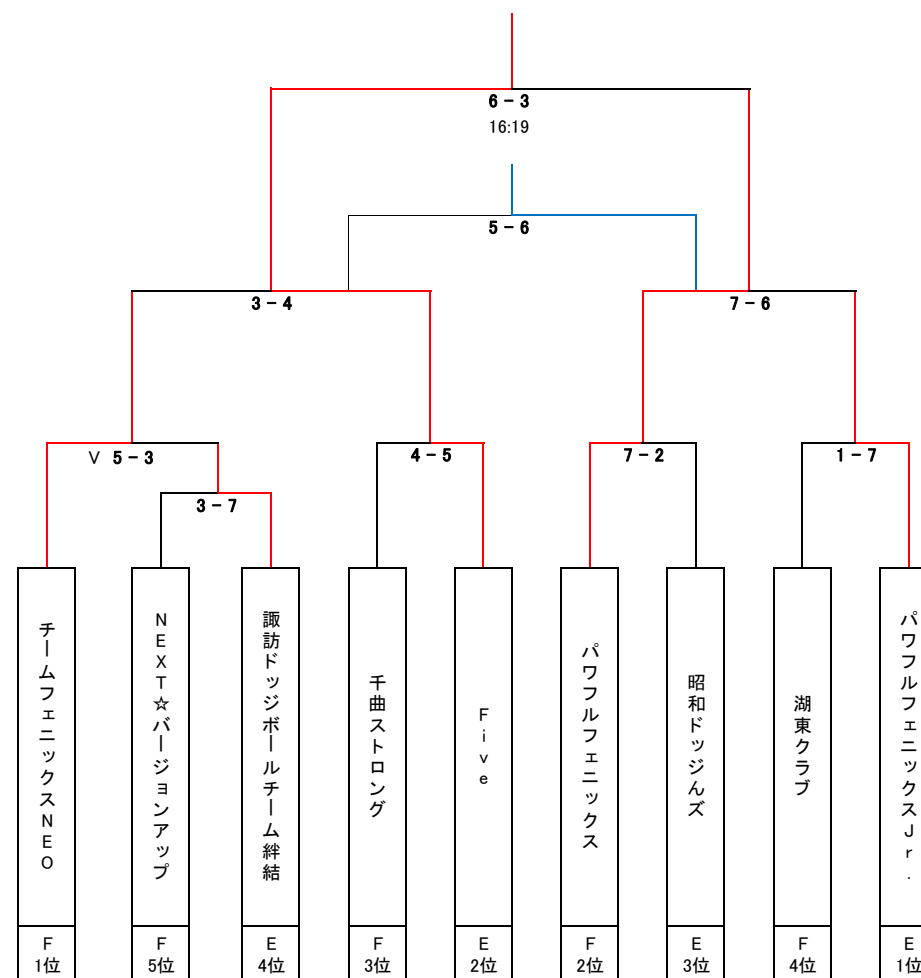 6 - 3
16:19
5 - 6
3 - 4
7 - 6
V 5 - 3
4 - 5
7 - 2
1 - 7
3 - 7
チームフェニックスNEO
NEXT☆バージョンアップ
諏訪ドッジボールチーム絆結
千曲ストロング
Five
パワフルフェニックス
昭和ドッジんズ
湖東クラブ
パワフルフェニックスJr.
F
1位
F
5位
E
4位
F
3位
E
2位
F
2位
E
3位
F
4位
E
1位